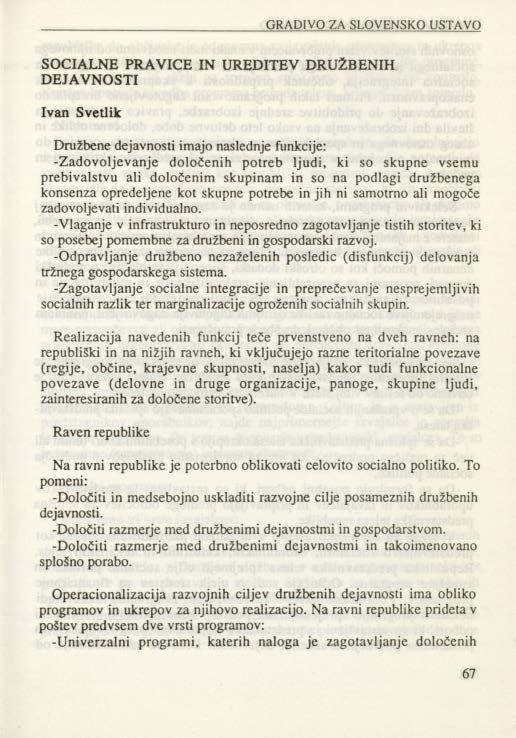 GRADIVO ZA SLOVENSKO USTAVO
SOCIALNE PRAVICE IN UREDITEV DRUŽBENIH
DEJAVNOSTI
Ivan Svetlik
Družbene dejavnosti imajo naslednje funkcije:
-Zadovoljevanje določenih potreb ljudi, ki so skupne vsemu
prebivalstvu ali določenim skupinam in so na podlagi družbenega
konsenza opredeljene kot skupne potrebe in jih ni samotrno ali mogoče
zadovoljevati individualno.
-Vlaganje v infrastrukturo in neposredno zagotavljanje tistih storitev, ki
so posebej pomembne za družbeni in gospodarski razvoj.
-Odpravljanje družbeno nezaželenih posledic (disfunkcij) delovanja
tržnega gospodarskega sistema.
-Zagotavljanje socialne integracije in preprečevanje nesprejemljivih
socialnih razlik ter marginalizacije ogroženih socialnih skupin.
Realizacija navedenih funkcij teče prvenstveno na dveh ravneh: na
republiški in na nižjih ravneh, ki vključujejo razne teritorialne povezave
(regije, občine, krajevne skupnosti, naselja) kakor tudi funkcionalne
povezave (delovne in druge organizacije, panoge, skupine ljudi,
zainteresiranih za določene storitve).
Raven republike
Na ravni republike je poterbno oblikovati celovito socialno politiko. To
pomeni:
-Določiti in medsebojno uskladiti razvojne cilje posameznih družbenih
dejavnosti.
-Določiti razmerje med družbenimi dejavnostmi in gospodarstvom.
-Določiti razmerje med družbenimi dejavnostmi in takoimenovano
splošno porabo.
Operacionalizacija razvojnih ciljev družbenih dejavnosti ima obliko
programov in ukrepov za njihovo realizacijo. Na ravni republike prideta v
poštev predvsem dve vrsti programov:
-Univerzalni programi, katerih naloga je zagotavljanje določenih
67